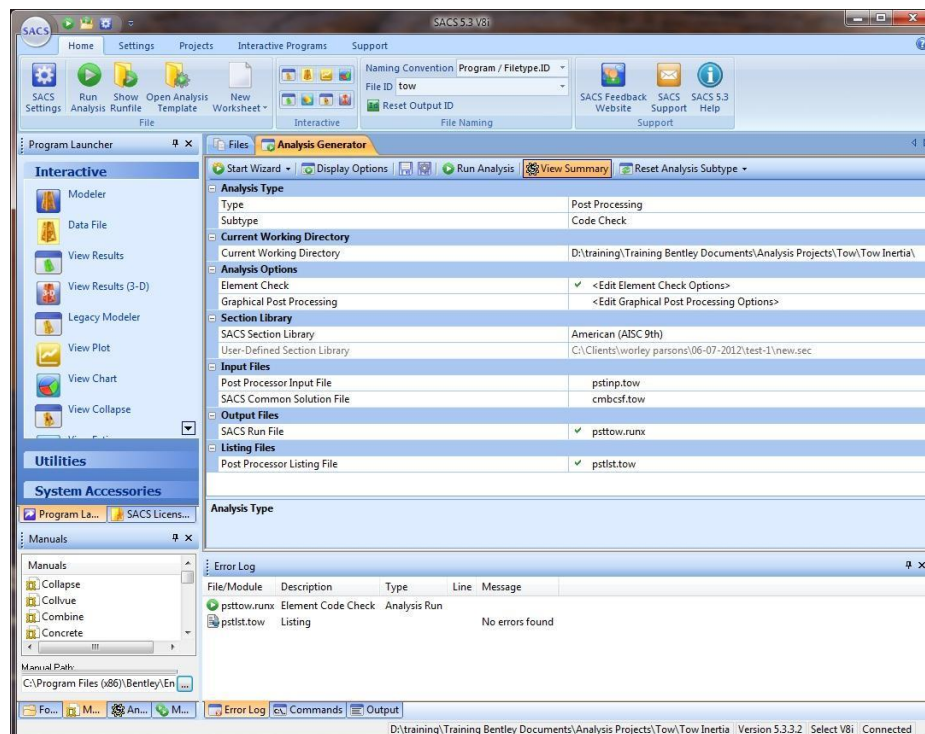 SACS 5.3 V8i
SACS
Home Settings Projects Interactive Programs Support
SACS Settings
Run Analysis
Show Runfile
Open Analysis Template
New Worksheet
File
Interactive
Naming Convention Program / Filetype.ID
File ID tow
Reset Output ID
File Naming
SACS Feedback Website
SACS Support
SACS 5.3 Help
Support
Program Launcher
Interactive
Modeler
Data File
View Results
View Results (3-D)
Legacy Modeler
View Plot
View Chart
View Collapse
Utilities
System Accessories
Program La... SACS Licens...
Manuals
Manuals
Collapse
Collvue
Combine
Concrete
Manual Path:
C:\Program Files (x86)\Bentley\En ...
Fo... M... An... M...
Files Analysis Generator
Start Wizard Display Options Run Analysis View Summary Reset Analysis Subtype
Analysis Type
Type Post Processing
Subtype Code Check
Current Working Directory
Current Working Directory D:\training\Training Bentley Documents\Analysis Projects\Tow\Tow Inertia\
Analysis Options
Element Check <Edit Element Check Options>
Graphical Post Processing <Edit Graphical Post Processing Options>
Section Library
SACS Section Library American (AISC 9th)
User-Defined Section Library C:\Clients\worley parsons\06-07-2012\test-1\new.sec
Input Files
Post Processor Input File pstinp.tow
SACS Common Solution File cmbcsf.tow
Output Files
SACS Run File psttow.runx
Listing Files
Post Processor Listing File pstlst.tow
Analysis Type
Error Log
File/Module Description Type Line Message
psttow.runx Element Code Check Analysis Run
pstlst.tow Listing No errors found
Error Log Commands Output
D:\training\Training Bentley Documents\Analysis Projects\Tow\Tow Inertia Version 5.3.3.2 Select V8i Connected